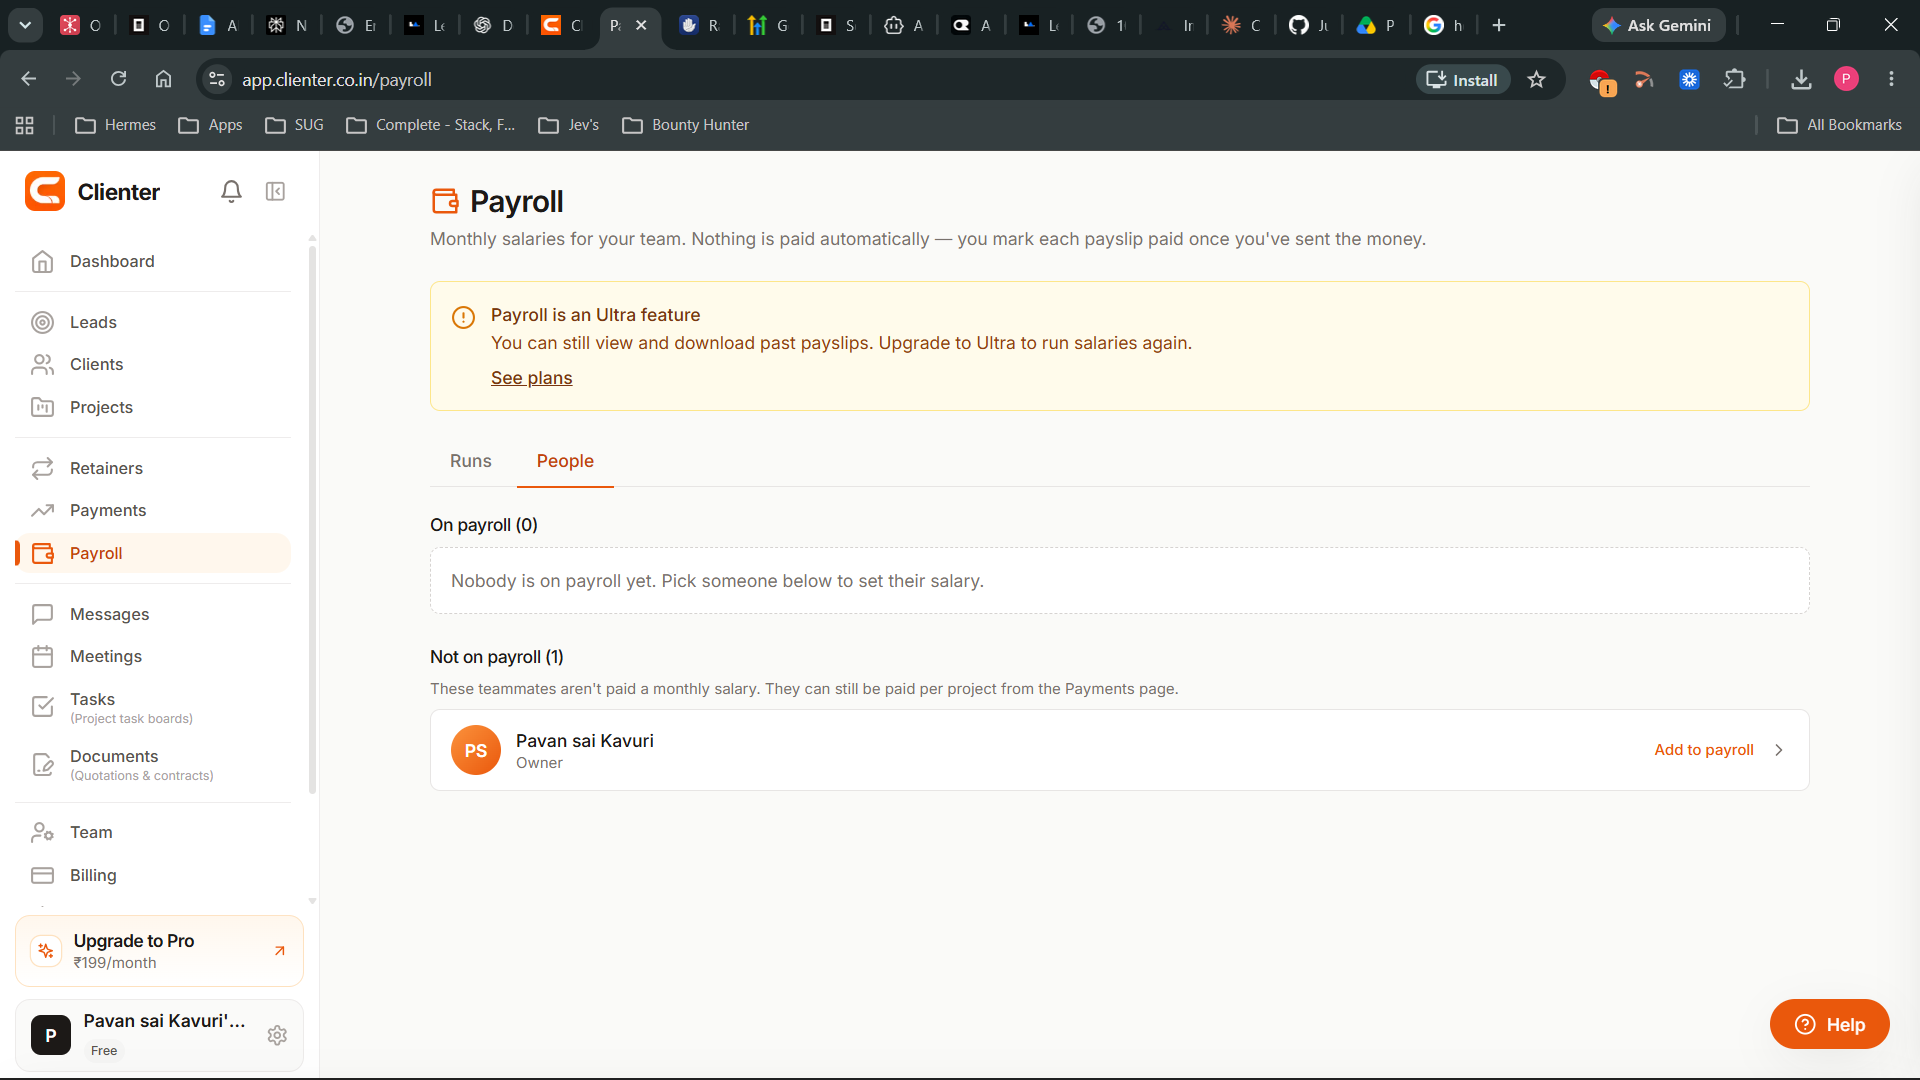 Ask Gemini
app.clienter.co.in/payroll
Install
Hermes
Apps
SUG
Complete - Stack, F...
Jev's
Bounty Hunter
All Bookmarks
Clienter
Dashboard
Leads
Clients
Projects
Retainers
Payments
Payroll
Messages
Meetings
Tasks
(Project task boards)
Documents
(Quotations & contracts)
Team
Billing
Upgrade to Pro
₹199/month
P
Pavan sai Kavuri'...
Free
Payroll
Monthly salaries for your team. Nothing is paid automatically — you mark each payslip paid once you've sent the money.
Payroll is an Ultra feature
You can still view and download past payslips. Upgrade to Ultra to run salaries again.
See plans
Runs
People
On payroll (0)
Nobody is on payroll yet. Pick someone below to set their salary.
Not on payroll (1)
These teammates aren't paid a monthly salary. They can still be paid per project from the Payments page.
PS
Pavan sai Kavuri
Owner
Add to payroll
Help